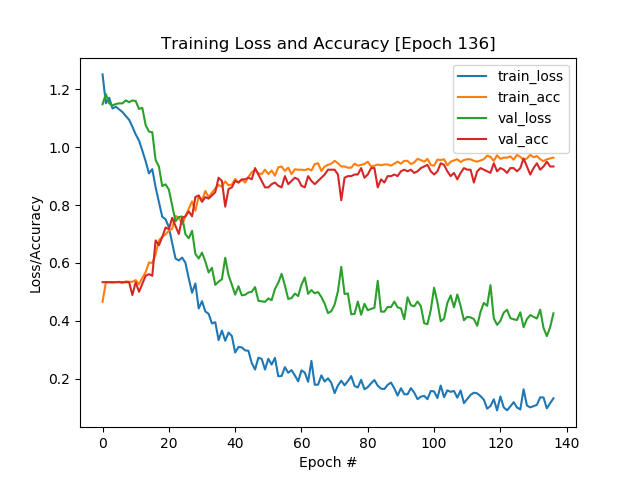 Training Loss and Accuracy [Epoch 136]
train_loss
train_acc
val_loss
val_acc
Loss/Accuracy
1.2
1.0
0.8
0.6
0.4
0.2
0 20 40 60 80 100 120 140
Epoch #